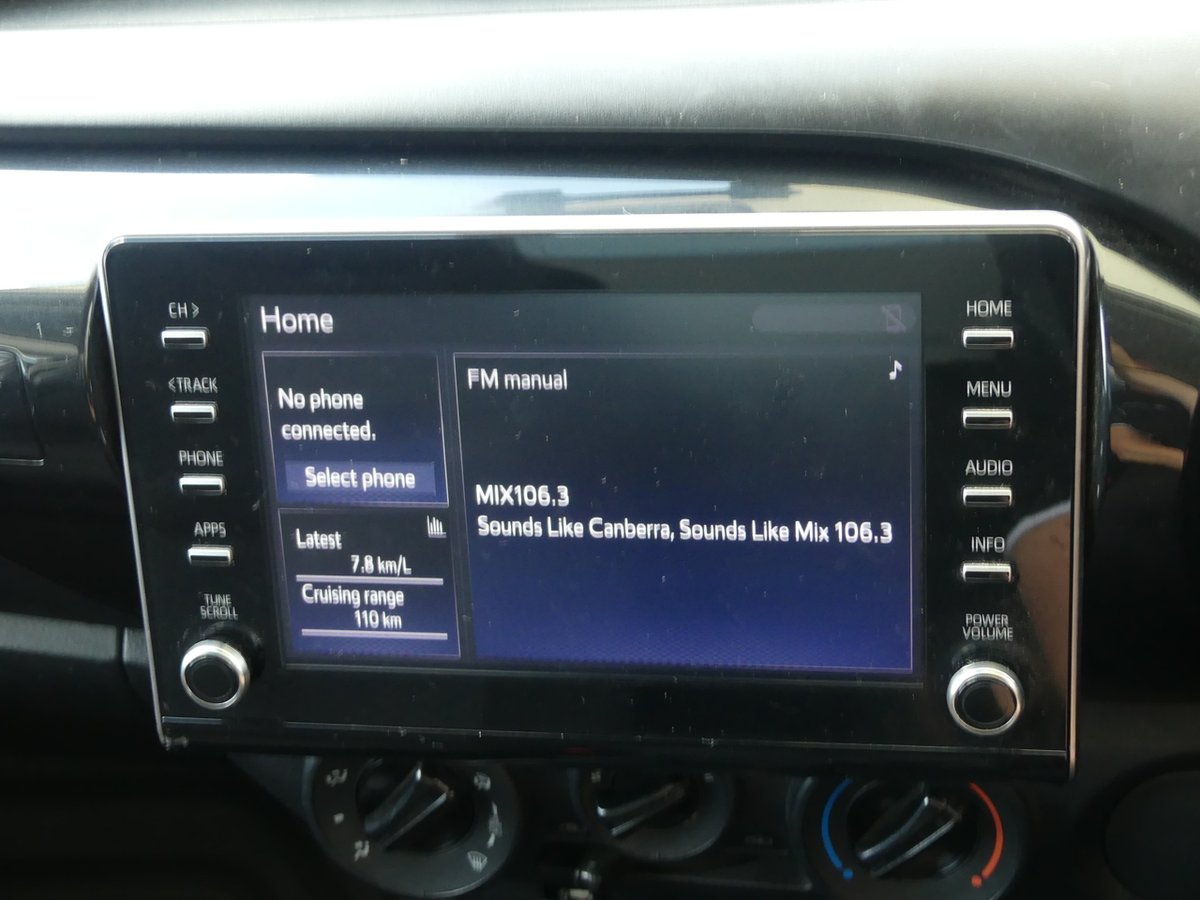 CH >
< TRACK
PHONE
APPS
TUNE
SCROLL
Home
No phone
connected.
Select phone
Latest
7.8 km/L
Cruising range
110 km
FM manual
MIX106.3
Sounds Like Canberra, Sounds Like Mix 106.3
HOME
MENU
AUDIO
INFO
POWER
VOLUME